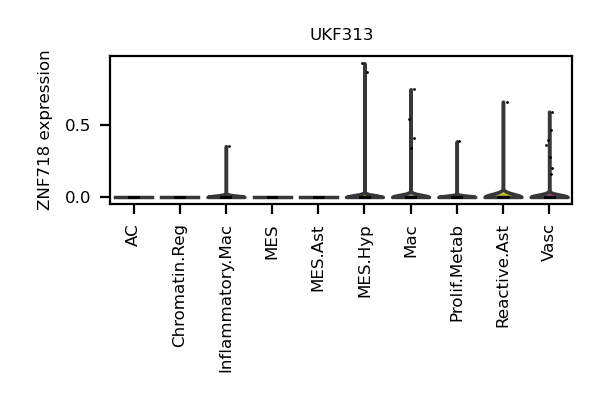 UKF313
ZNF718 expression
0.5
0.0
AC
Chromatin.Reg
Inflammatory.Mac
MES
MES.Ast
MES.Hyp
Mac
Prolif.Metab
Reactive.Ast
Vasc